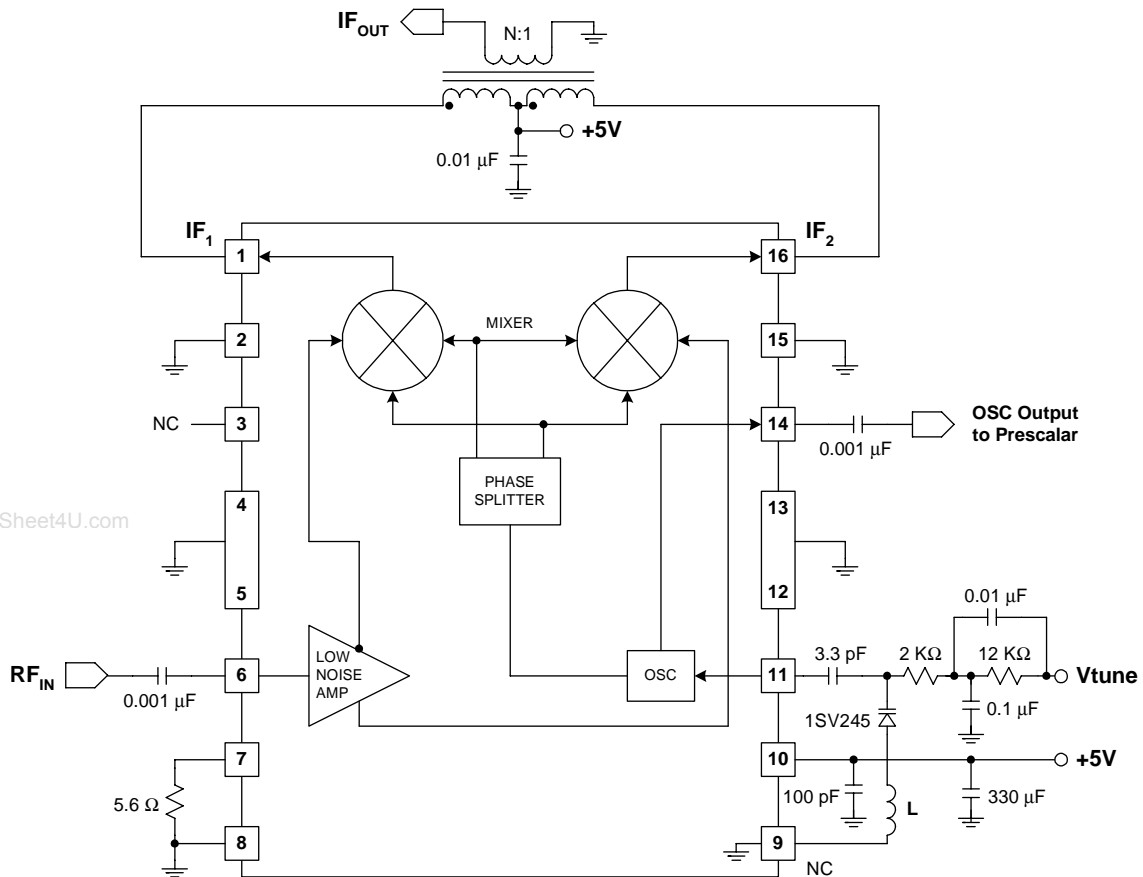 IF_OUT
N:1
+5V
0.01 µF
IF_1
IF_2
1
16
MIXER
2
15
NC
3
14
OSC Output
to Prescalar
0.001 µF
PHASE
SPLITTER
4
13
Sheet4U.com
5
12
0.01 µF
RF_IN
0.001 µF
6
LOW
NOISE
AMP
OSC
11
3.3 pF
2 KΩ
12 KΩ
Vtune
0.1 µF
1SV245
7
10
+5V
5.6 Ω
100 pF
L
330 µF
8
9
NC